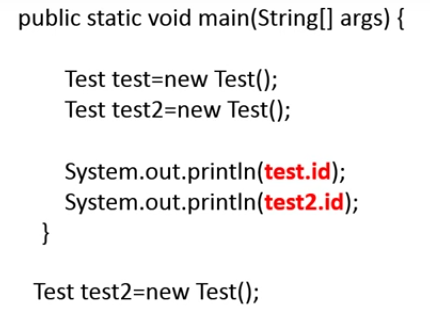 public static void main(String[] args) {
Test test=new Test();
Test test2=new Test();
System.out.println(test.id);
System.out.println(test2.id);
}
Test test2=new Test();